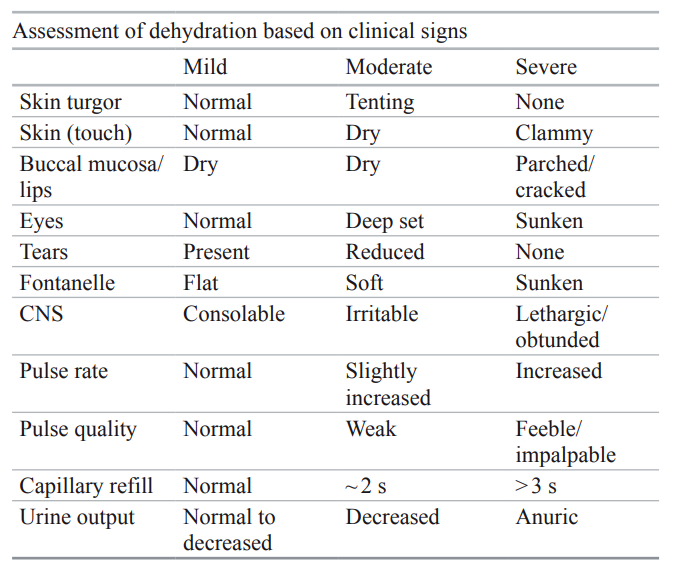 Assessment of dehydration based on clinical signs
Mild Moderate Severe
Skin turgor Normal Tenting None
Skin (touch) Normal Dry Clammy
Buccal mucosa/ Dry Dry Parched/
lips cracked
Eyes Normal Deep set Sunken
Tears Present Reduced None
Fontanelle Flat Soft Sunken
CNS Consolable Irritable Lethargic/
obtunded
Pulse rate Normal Slightly Increased
increased
Pulse quality Normal Weak Feeble/
impalpable
Capillary refill Normal ~2 s >3 s
Urine output Normal to Decreased Anuric
decreased